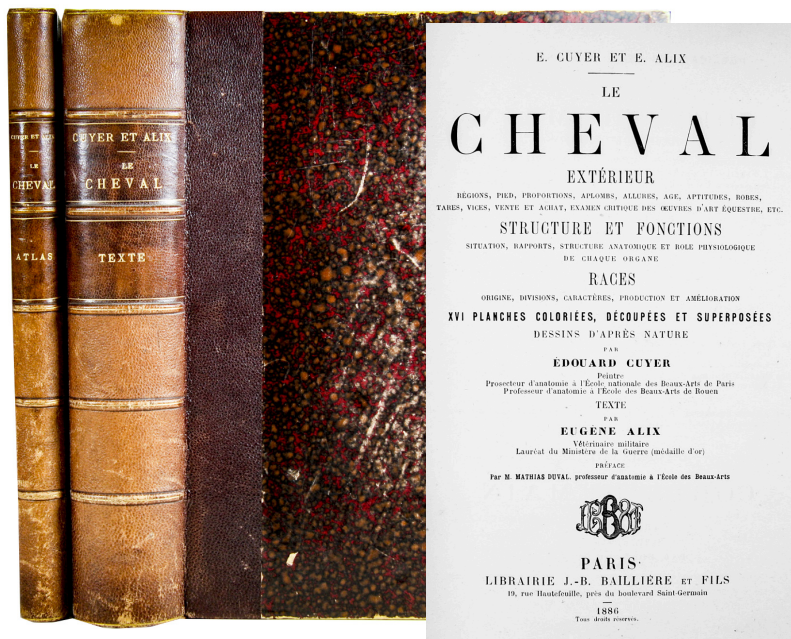 CUYER ET ALIX
LE
CHEVAL
ATLAS
CUYER ET ALIX
LE
CHEVAL
TEXTE
E. CUYER ET E. ALIX
LE
CHEVAL
EXTÉRIEUR
RÉGIONS, PIED, PROPORTIONS, APLOMBS, ALLURES, AGE, APTITUDES, ROBES,
TARES, VICES, VENTE ET ACHAT, EXAMEN CRITIQUE DES ŒUVRES D'ART ÉQUESTRE, ETC.
STRUCTURE ET FONCTIONS
SITUATION, RAPPORTS, STRUCTURE ANATOMIQUE ET ROLE PHYSIOLOGIQUE
DE CHAQUE ORGANE
RACES
ORIGINE, DIVISIONS, CARACTÈRES, PRODUCTION ET AMÉLIORATION
XVI PLANCHES COLORIÉES, DÉCOUPÉES ET SUPERPOSÉES
DESSINS D'APRÈS NATURE
PAR
ÉDOUARD CUYER
Peintre
Prosecteur d'anatomie à l'École nationale des Beaux-Arts de Paris
Professeur d'anatomie à l'École des Beaux-Arts de Rouen
TEXTE
PAR
EUGÈNE ALIX
Vétérinaire militaire
Lauréat du Ministère de la Guerre (médaille d'or)
PRÉFACE
Par M. MATHIAS DUVAL, professeur d'anatomie à l'École des Beaux-Arts
PARIS
LIBRAIRIE J.-B. BAILLIÈRE ET FILS
19, rue Hautefeuille, près du boulevard Saint-Germain
1886
Tous droits réservés.